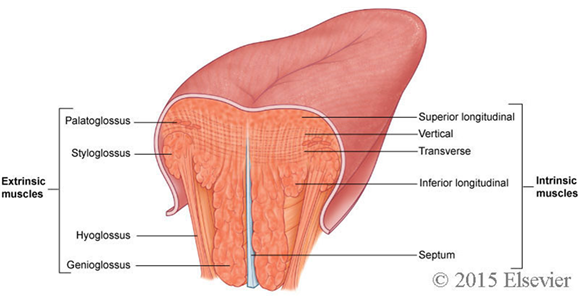 Extrinsic
muscles
Palatoglossus
Styloglossus
Hyoglossus
Genioglossus
Superior longitudinal
Vertical
Transverse
Inferior longitudinal
Septum
Intrinsic
muscles
© 2015 Elsevier